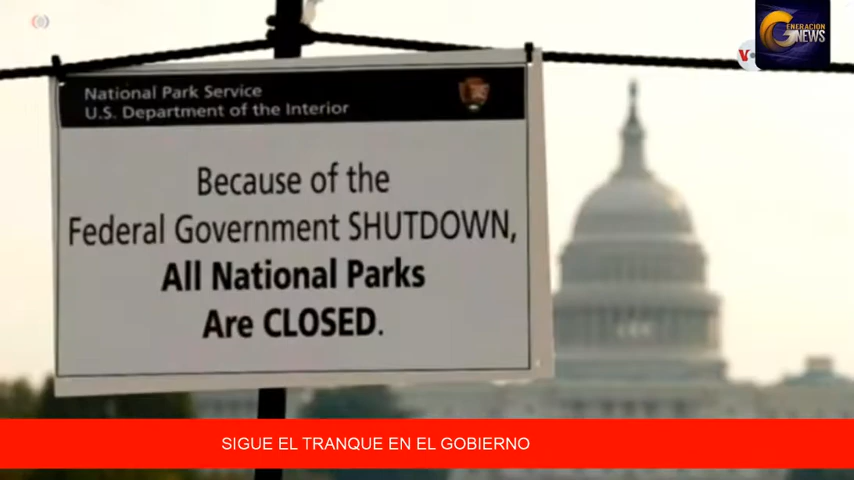 GENERACION
NEWS
National Park Service
U.S. Department of the Interior
Because of the
Federal Government SHUTDOWN,
All National Parks
Are CLOSED.
SIGUE EL TRANQUE EN EL GOBIERNO